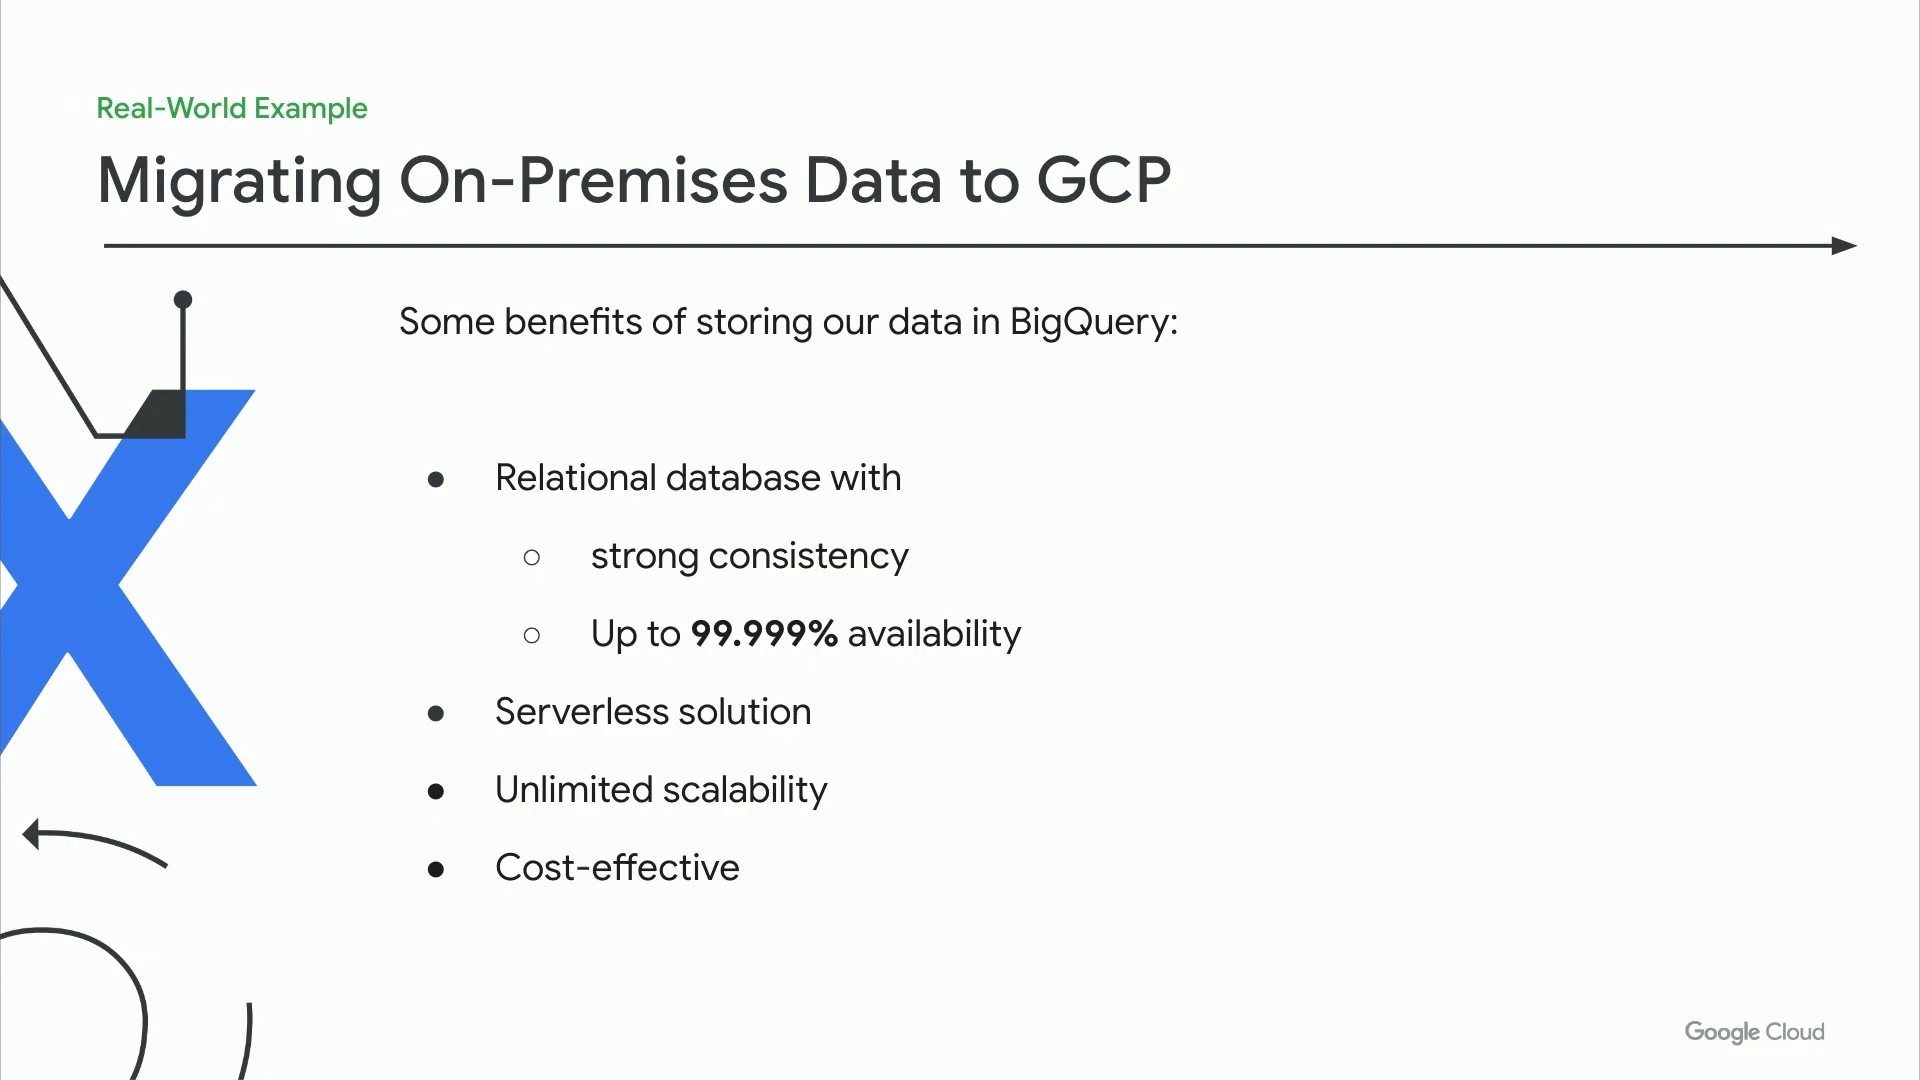 Real-World Example
Migrating On-Premises Data to GCP
Some benefits of storing our data in BigQuery:
● Relational database with
○ strong consistency
○ Up to 99.999% availability
● Serverless solution
● Unlimited scalability
● Cost-effective
Google Cloud